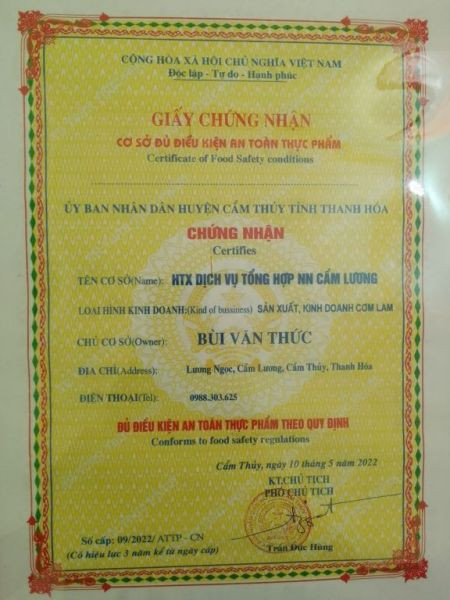 CỘNG HÒA XÃ HỘI CHỦ NGHĨA VIỆT NAM
Độc lập - Tự do - Hạnh phúc
GIẤY CHỨNG NHẬN
CƠ SỞ ĐỦ ĐIỀU KIỆN AN TOÀN THỰC PHẨM
Certificate of Food Safety conditions
ỦY BAN NHÂN DÂN HUYỆN CẨM THỦY TỈNH THANH HÓA
CHỨNG NHẬN
Certifies
TÊN CƠ SỞ(Name): HTX DỊCH VỤ TỔNG HỢP NN CẨM LƯƠNG
LOẠI HÌNH KINH DOANH:(Kind of bussiness) SẢN XUẤT, KINH DOANH CƠM LAM
CHỦ CƠ SỞ(Owner): BÙI VĂN THỨC
ĐỊA CHỈ(Address): Lương Ngọc, Cẩm Lương, Cẩm Thủy, Thanh Hóa
ĐIỆN THOẠI(Tel): 0988.303.625
ĐỦ ĐIỀU KIỆN AN TOÀN THỰC PHẨM THEO QUY ĐỊNH
Conforms to food safety regulations
Cẩm Thủy, ngày 10 tháng 5 năm 2022
KT.CHỦ TỊCH
PHÓ CHỦ TỊCH
Số cấp: 09/2022/ ATTP - CN
(Có hiệu lực 3 năm kể từ ngày cấp)
Trần Đức Hùng